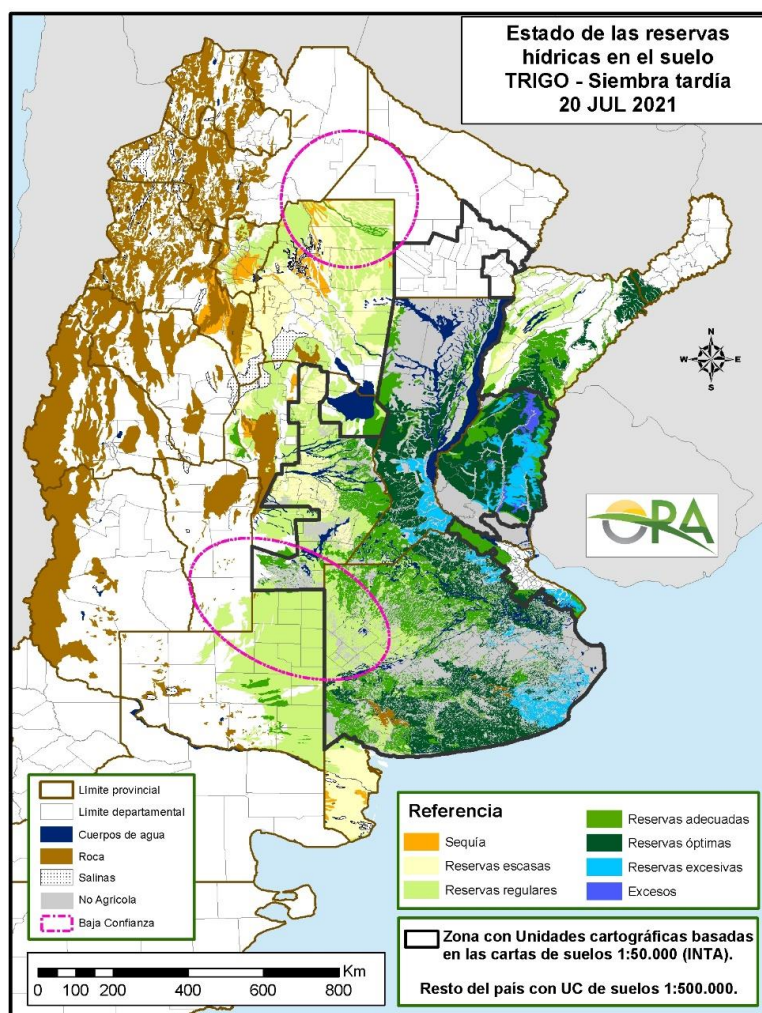 Estado de las reservas
hídricas en el suelo
TRIGO - Siembra tardía
20 JUL 2021
N
W
E
S
ORA
Límite provincial
Límite departamental
Cuerpos de agua
Roca
Salinas
No Agrícola
Baja Confianza
Referencia
Sequía
Reservas escasas
Reservas regulares
Reservas adecuadas
Reservas óptimas
Reservas excesivas
Excesos
Km
0 100 200 400 600 800
Zona con Unidades cartográficas basadas
en las cartas de suelos 1:50.000 (INTA).
Resto del país con UC de suelos 1:500.000.